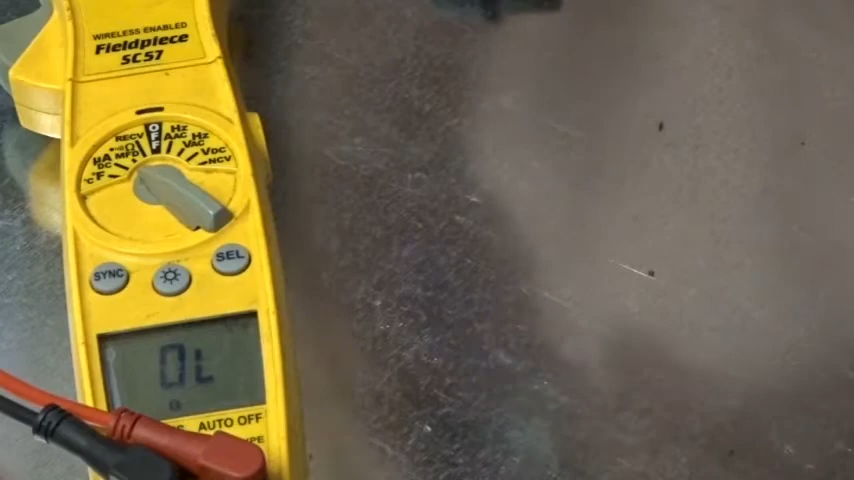 WIRELESS ENABLED
Fieldpiece
SC57
RECV
OFF
Hz
AAC
Hz
VAC
VDC
NCV
Ω
MFD
µA
DC
°F
°C
SYNC
SEL
OL
AUTO OFF